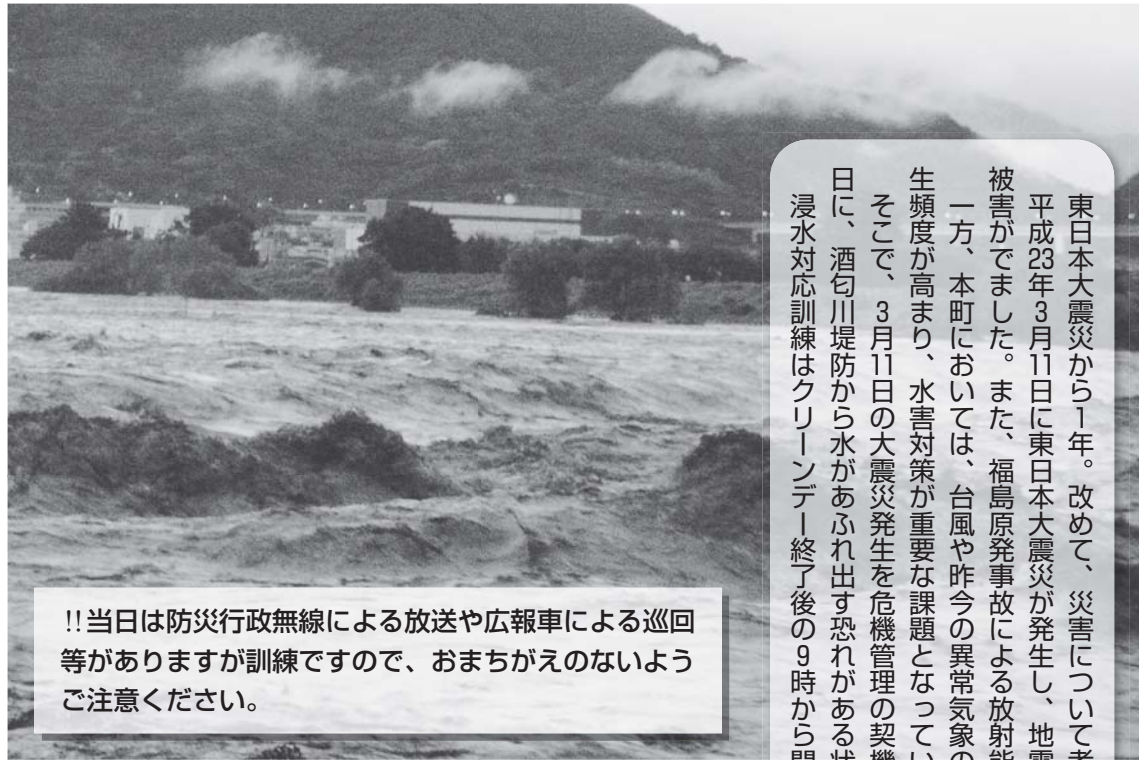 東日本大震災から1年。改めて、災害について考
平成23年3月11日に東日本大震災が発生し、地震
被害がでました。また、福島原発事故による放射能
一方、本町においては、台風や昨今の異常気象の
生頻度が高まり、水害対策が重要な課題となってい
そこで、3月11日の大震災発生を危機管理の契機
日に、酒匂川堤防から水があふれ出す恐れがある状
浸水対応訓練はクリーンデー終了後の9時から開
!!当日は防災行政無線による放送や広報車による巡回
等がありますが訓練ですので、おまちがえのないよう
ご注意ください。